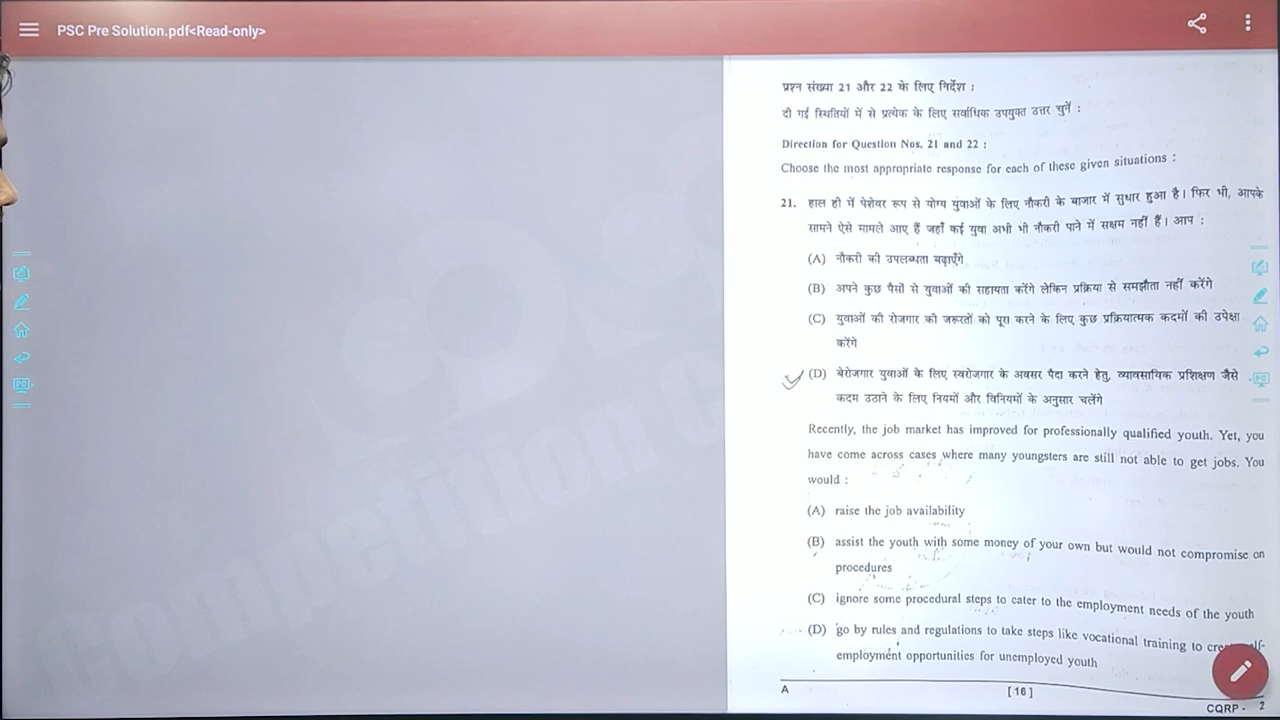 PSC Pre Solution.pdf<Read-only>
प्रश्न संख्या 21 और 22 के लिए निर्देश :
दी गई स्थितियों में से प्रत्येक के लिए सर्वाधिक उपयुक्त उत्तर चुनें :
Direction for Question Nos. 21 and 22 :
Choose the most appropriate response for each of these given situations :
21. हाल ही में पेशेवर रूप से योग्य युवाओं के लिए नौकरी के बाजार में सुधार हुआ है। फिर भी, आपके
सामने ऐसे मामले आए हैं जहाँ कई युवा अभी भी नौकरी पाने में सक्षम नहीं हैं। आप :
(A) नौकरी की उपलब्धता बढ़ाएँगे
(B) अपने कुछ पैसों से युवाओं की सहायता करेंगे लेकिन प्रक्रिया से समझौता नहीं करेंगे
(C) युवाओं की रोजगार की जरूरतों को पूरा करने के लिए कुछ प्रक्रियात्मक कदमों की उपेक्षा
करेंगे
(D) बेरोजगार युवाओं के लिए स्वरोजगार के अवसर पैदा करने हेतु, व्यावसायिक प्रशिक्षण जैसे
कदम उठाने के लिए नियमों और विनियमों के अनुसार चलेंगे
Recently, the job market has improved for professionally qualified youth. Yet, you
have come across cases where many youngsters are still not able to get jobs. You
would :
(A) raise the job availability
(B) assist the youth with some money of your own but would not compromise on
procedures
(C) ignore some procedural steps to cater to the employment needs of the youth
(D) go by rules and regulations to take steps like vocational training to
employment opportunities for unemployed youth
A [ 16 ]
CQRP - 2